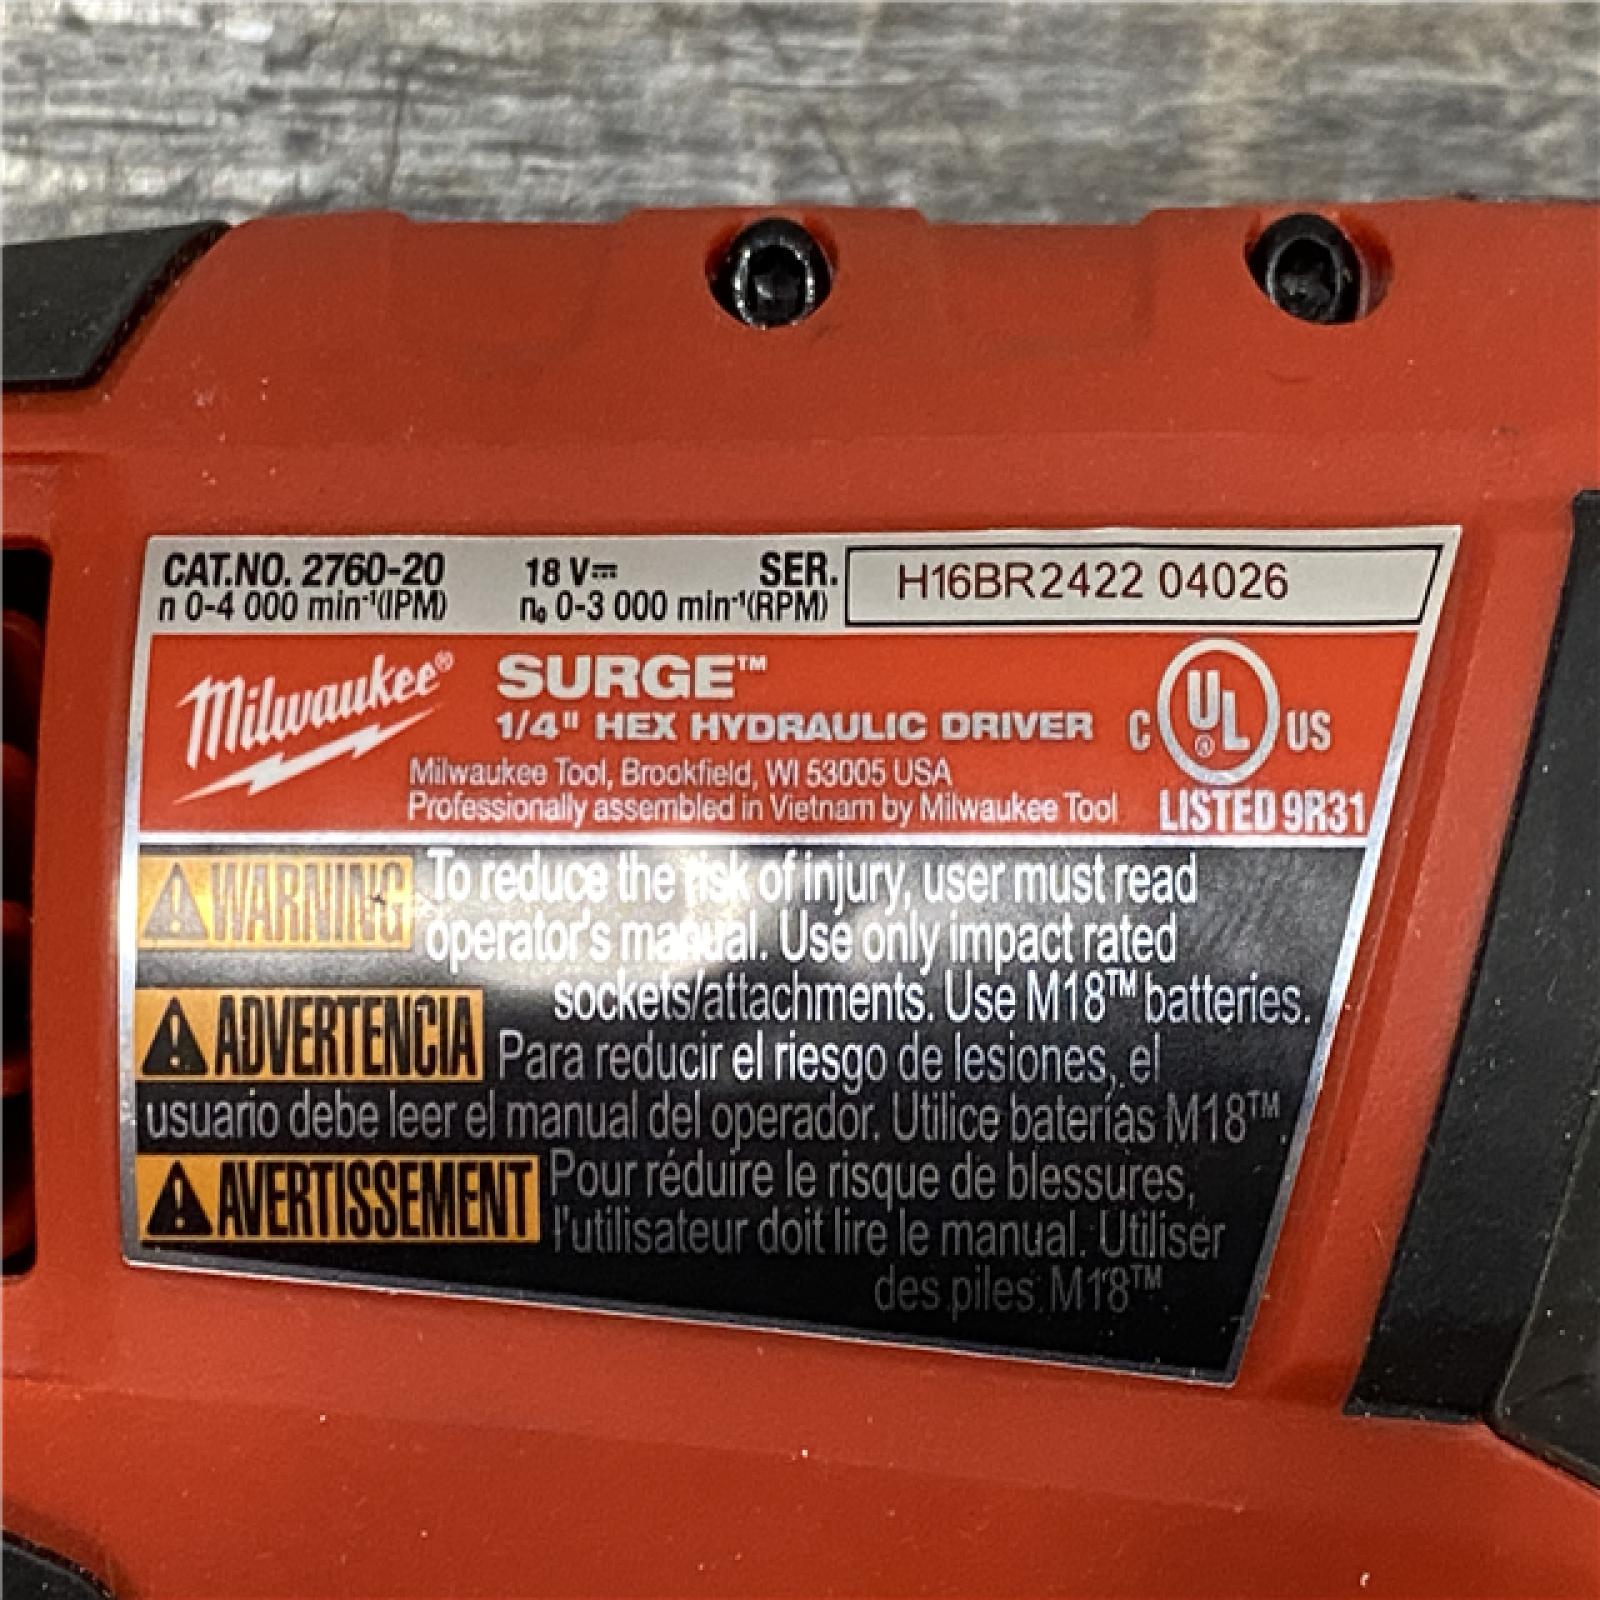 CAT.NO. 2760-20 18 V⎓ SER. H16BR2422 04026
n 0-4 000 min⁻¹(IPM) n₀ 0-3 000 min⁻¹(RPM)
Milwaukee® SURGE™
1/4" HEX HYDRAULIC DRIVER C UL® US
Milwaukee Tool, Brookfield, WI 53005 USA
Professionally assembled in Vietnam by Milwaukee Tool LISTED 9R31
WARNING To reduce the risk of injury, user must read
operator's manual. Use only impact rated
sockets/attachments. Use M18™ batteries.
ADVERTENCIA Para reducir el riesgo de lesiones, el
usuario debe leer el manual del operador. Utilice baterías M18™.
AVERTISSEMENT Pour réduire le risque de blessures,
l'utilisateur doit lire le manual. Utiliser
des piles M18™.